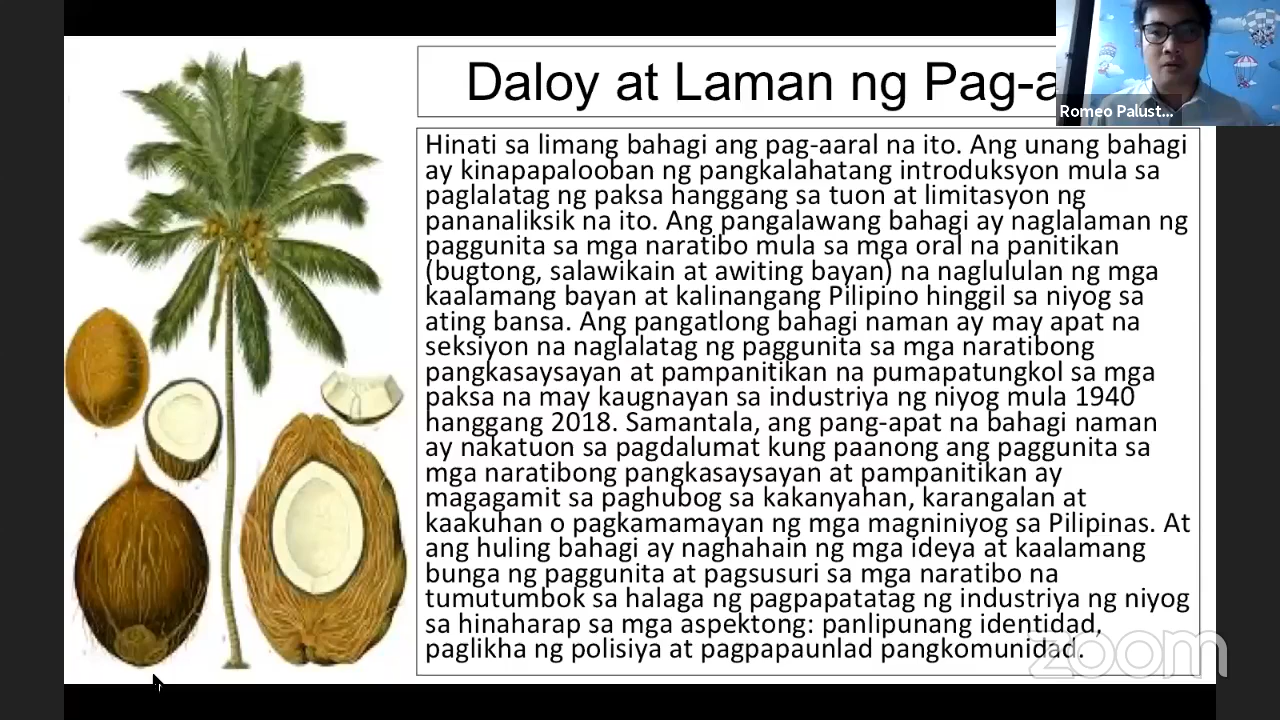 Daloy at Laman ng Pag-a
Romeo Palust...
Hinati sa limang bahagi ang pag-aaral na ito. Ang unang bahagi
ay kinapapalooban ng pangkalahatang introduksyon mula sa
paglalatag ng paksa hanggang sa tuon at limitasyon ng
pananaliksik na ito. Ang pangalawang bahagi ay naglalaman ng
paggunita sa mga naratibo mula sa mga oral na panitikan
(bugtong, salawikain at awiting bayan) na naglululan ng mga
kaalamang bayan at kalinangang Pilipino hinggil sa niyog sa
ating bansa. Ang pangatlong bahagi naman ay may apat na
seksiyon na naglalatag ng paggunita sa mga naratibong
pangkasaysayan at pampanitikan na pumapatungkol sa mga
paksa na may kaugnayan sa industriya ng niyog mula 1940
hanggang 2018. Samantala, ang pang-apat na bahagi naman
ay nakatuon sa pagdalumat kung paanong ang paggunita sa
mga naratibong pangkasaysayan at pampanitikan ay
magagamit sa paghubog sa kakanyahan, karangalan at
kaakuhan o pagkamamayan ng mga magniniyog sa Pilipinas. At
ang huling bahagi ay naghahain ng mga ideya at kaalamang
bunga ng paggunita at pagsusuri sa mga naratibo na
tumutumbok sa halaga ng pagpapatatag ng industriya ng niyog
sa hinaharap sa mga aspektong: panlipunang identidad,
paglikha ng polisiya at pagpapaunlad pangkomunidad.
zoom